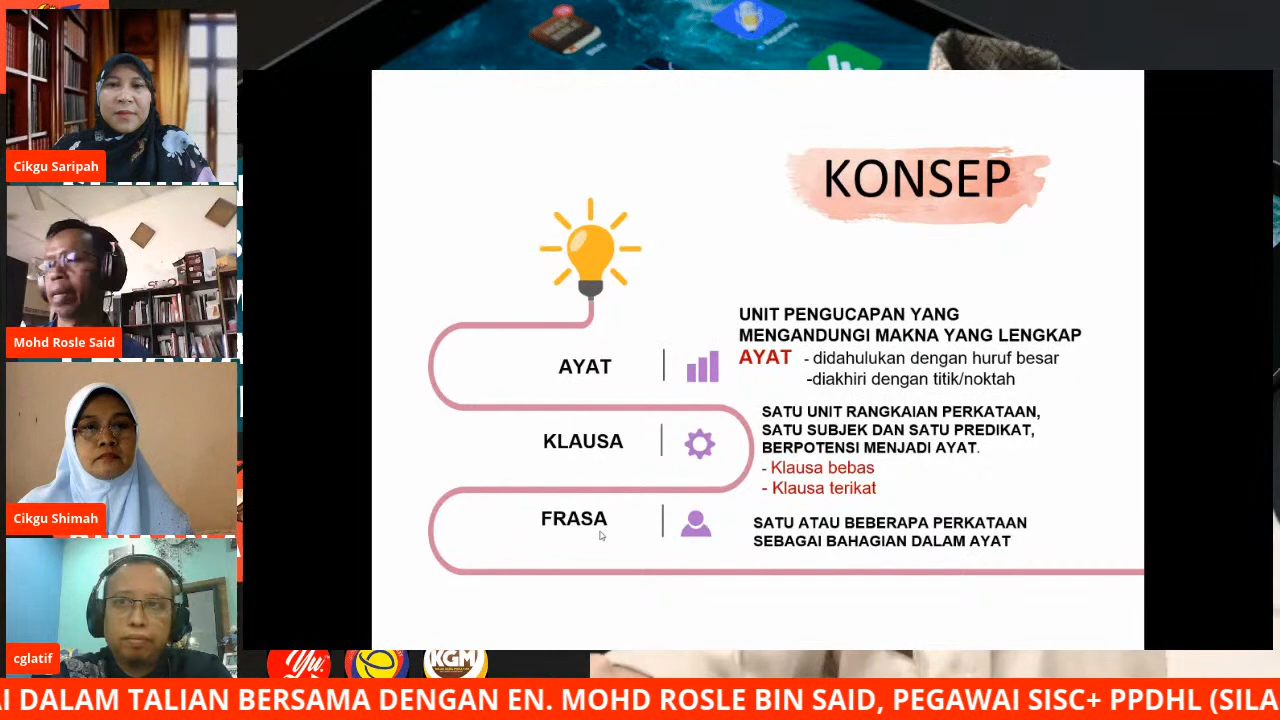 Cikgu Saripah
Mohd Rosle Said
Cikgu Shimah
cglatif
KONSEP
AYAT
UNIT PENGUCAPAN YANG
MENGANDUNGI MAKNA YANG LENGKAP
AYAT - didahulukan dengan huruf besar
-diakhiri dengan titik/noktah
KLAUSA
SATU UNIT RANGKAIAN PERKATAAN,
SATU SUBJEK DAN SATU PREDIKAT,
BERPOTENSI MENJADI AYAT.
- Klausa bebas
- Klausa terikat
FRASA
SATU ATAU BEBERAPA PERKATAAN
SEBAGAI BAHAGIAN DALAM AYAT
Yu.
KGM
I DALAM TALIAN BERSAMA DENGAN EN. MOHD ROSLE BIN SAID, PEGAWAI SISC+ PPDHL (SILA